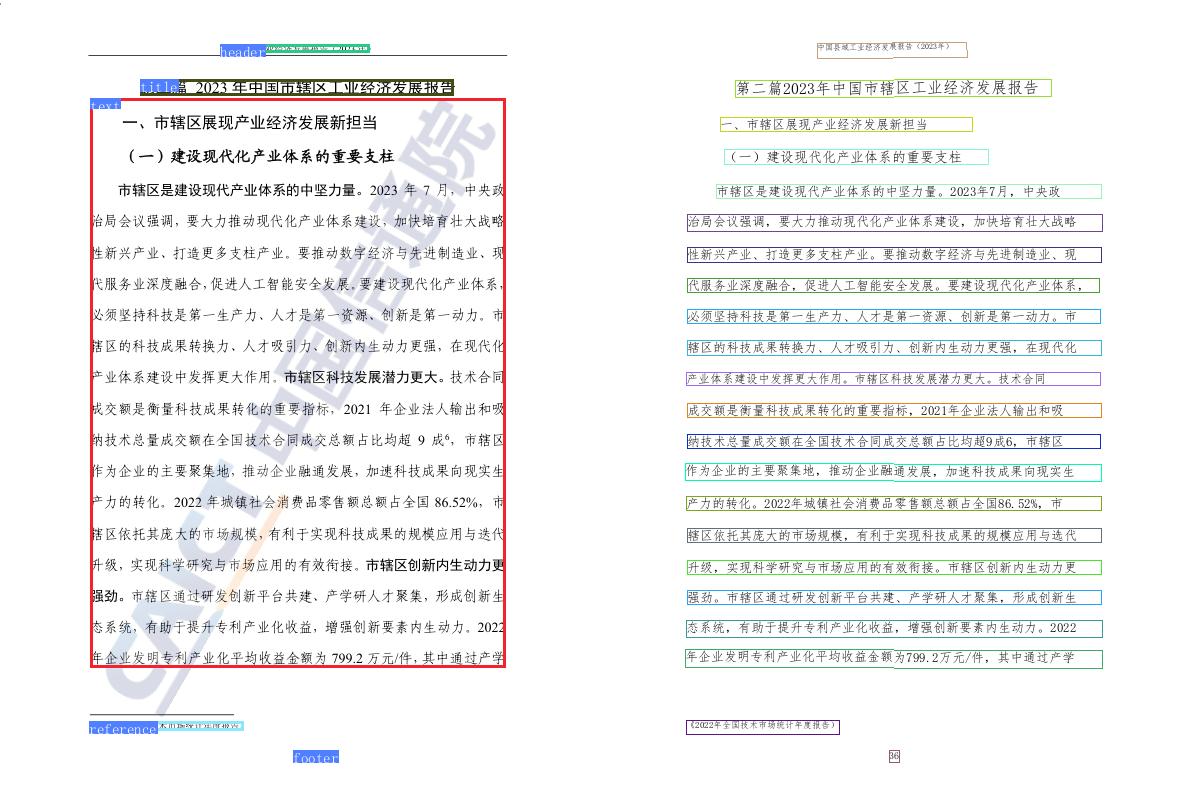 header
title 篇 2023 年中国市辖区工业经济发展报告
text
一、市辖区展现产业经济发展新担当
（一）建设现代化产业体系的重要支柱
市辖区是建设现代产业体系的中坚力量。2023 年 7 月，中央政
治局会议强调，要大力推动现代化产业体系建设，加快培育壮大战略
性新兴产业、打造更多支柱产业。要推动数字经济与先进制造业、现
代服务业深度融合，促进人工智能安全发展。要建设现代化产业体系，
必须坚持科技是第一生产力、人才是第一资源、创新是第一动力。市
辖区的科技成果转换力、人才吸引力、创新内生动力更强，在现代化
产业体系建设中发挥更大作用。市辖区科技发展潜力更大。技术合同
成交额是衡量科技成果转化的重要指标，2021 年企业法人输出和吸
纳技术总量成交额在全国技术合同成交总额占比均超 9 成⁶，市辖区
作为企业的主要聚集地，推动企业融通发展，加速科技成果向现实生
产力的转化。2022 年城镇社会消费品零售额总额占全国 86.52%，市
辖区依托其庞大的市场规模，有利于实现科技成果的规模应用与迭代
升级，实现科学研究与市场应用的有效衔接。市辖区创新内生动力更
强劲。市辖区通过研发创新平台共建、产学研人才聚集，形成创新生
态系统，有助于提升专利产业化收益，增强创新要素内生动力。2022
年企业发明专利产业化平均收益金额为 799.2 万元/件，其中通过产学
CAICT 中国信通院
reference
footer
中国县域工业经济发展报告（2023年）
第二篇2023年中国市辖区工业经济发展报告
一、市辖区展现产业经济发展新担当
（一）建设现代化产业体系的重要支柱
市辖区是建设现代产业体系的中坚力量。2023年7月，中央政
治局会议强调，要大力推动现代化产业体系建设，加快培育壮大战略
性新兴产业、打造更多支柱产业。要推动数字经济与先进制造业、现
代服务业深度融合，促进人工智能安全发展。要建设现代化产业体系，
必须坚持科技是第一生产力、人才是第一资源、创新是第一动力。市
辖区的科技成果转换力、人才吸引力、创新内生动力更强，在现代化
产业体系建设中发挥更大作用。市辖区科技发展潜力更大。技术合同
成交额是衡量科技成果转化的重要指标，2021年企业法人输出和吸
纳技术总量成交额在全国技术合同成交总额占比均超9成6，市辖区
作为企业的主要聚集地，推动企业融通发展，加速科技成果向现实生
产力的转化。2022年城镇社会消费品零售额总额占全国86.52%，市
辖区依托其庞大的市场规模，有利于实现科技成果的规模应用与迭代
升级，实现科学研究与市场应用的有效衔接。市辖区创新内生动力更
强劲。市辖区通过研发创新平台共建、产学研人才聚集，形成创新生
态系统，有助于提升专利产业化收益，增强创新要素内生动力。2022
年企业发明专利产业化平均收益金额为799.2万元/件，其中通过产学
《2022年全国技术市场统计年度报告》
36